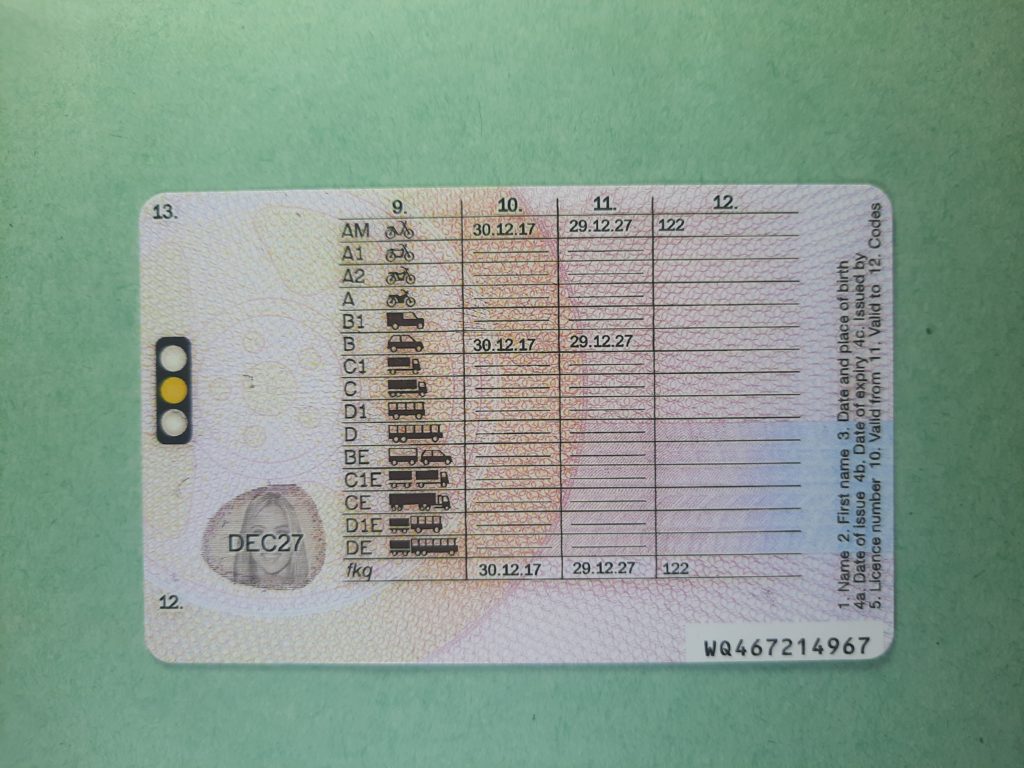 13.
9. 10. 11. 12.
AM 30.12.17 29.12.27 122
A1
A2
A
B1
B 30.12.17 29.12.27
C1
C
D1
D
BE
C1E
CE
D1E
DE
fkq 30.12.17 29.12.27 122
DEC27
12.
1. Name 2. First name 3. Date and place of birth
4a. Date of issue 4b. Date of expiry 4c. Issued by
5. Licence number 10. Valid from 11. Valid to 12. Codes
WQ467214967